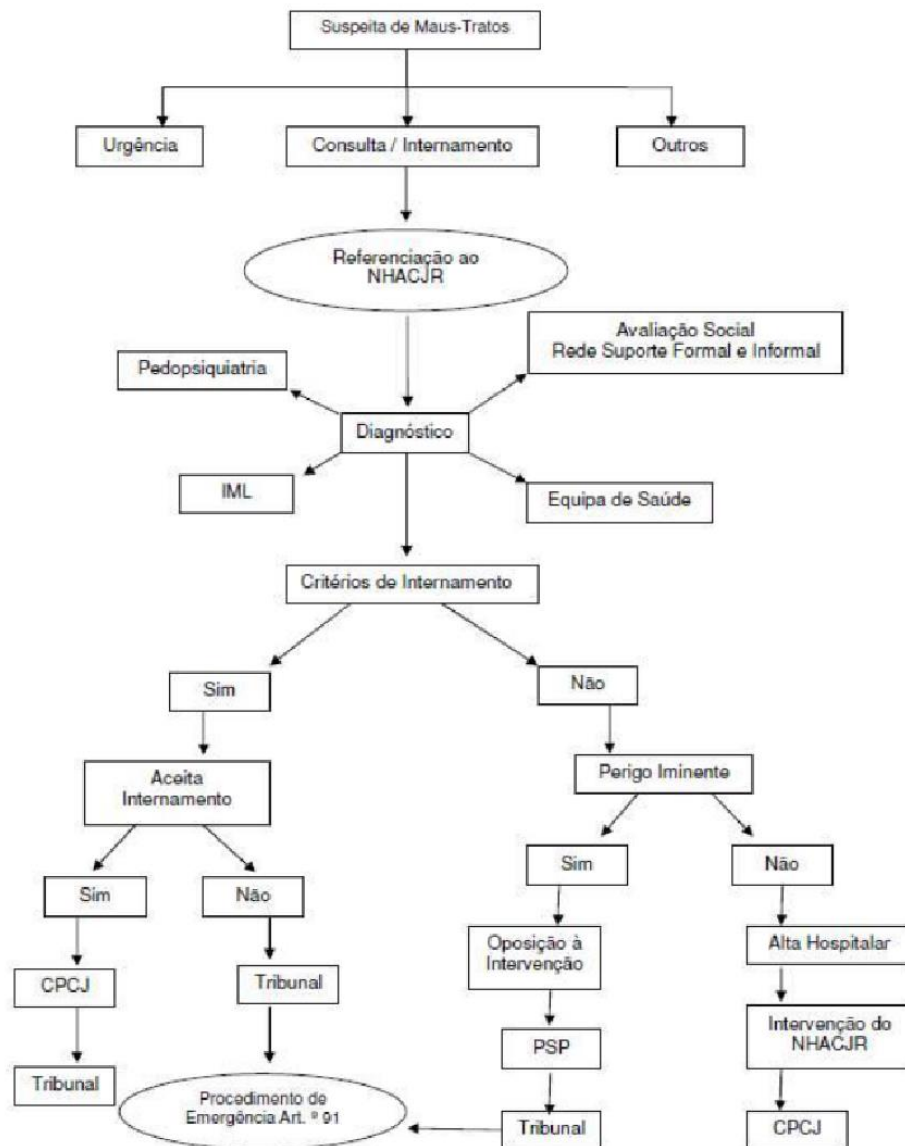 Suspeita de Maus-Tratos
Urgência
Consulta / Internamento
Outros
Referenciação ao
NHACJR
Avaliação Social
Rede Suporte Formal e Informal
Pedopsiquiatria
Diagnóstico
IML
Equipa de Saúde
Critérios de Internamento
Sim
Não
Aceita
Internamento
Perigo Iminente
Sim
Não
Sim
Não
Oposição à
Intervenção
Alta Hospitalar
CPCJ
Tribunal
PSP
Intervenção do
NHACJR
Tribunal
Procedimento de
Emergência Art. º 91
Tribunal
CPCJ